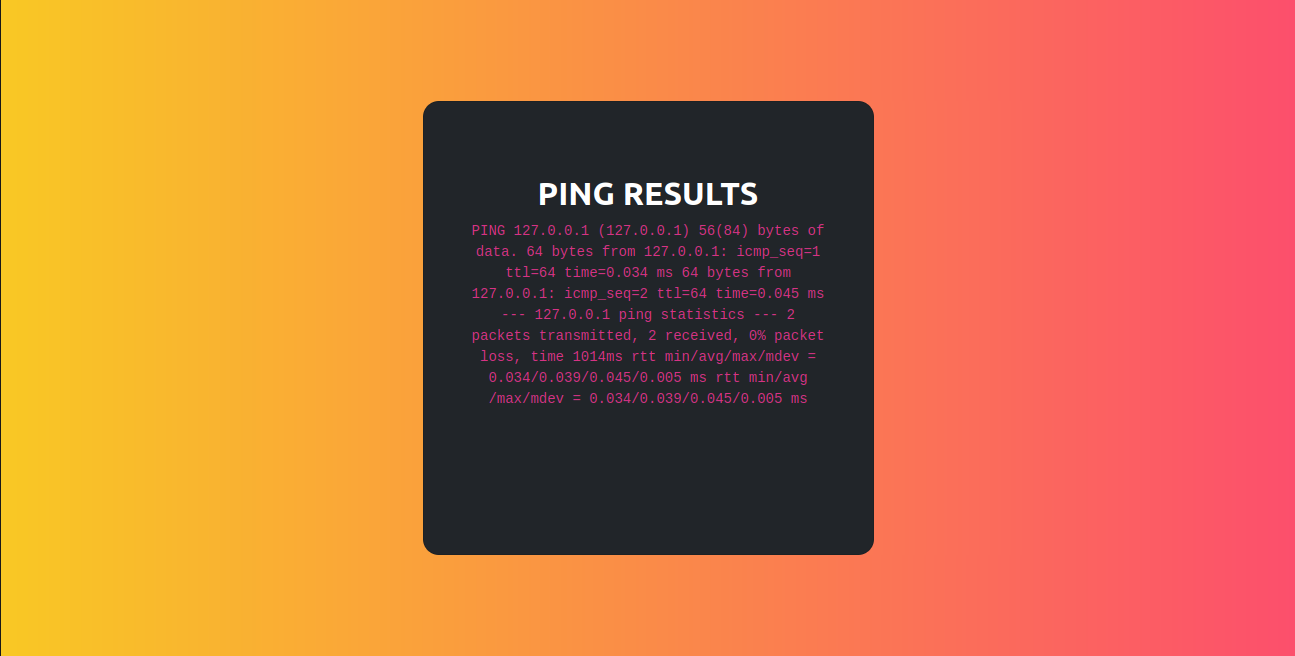 PING RESULTS
PING 127.0.0.1 (127.0.0.1) 56(84) bytes of
data. 64 bytes from 127.0.0.1: icmp_seq=1
ttl=64 time=0.034 ms 64 bytes from
127.0.0.1: icmp_seq=2 ttl=64 time=0.045 ms
--- 127.0.0.1 ping statistics --- 2
packets transmitted, 2 received, 0% packet
loss, time 1014ms rtt min/avg/max/mdev =
0.034/0.039/0.045/0.005 ms rtt min/avg
/max/mdev = 0.034/0.039/0.045/0.005 ms